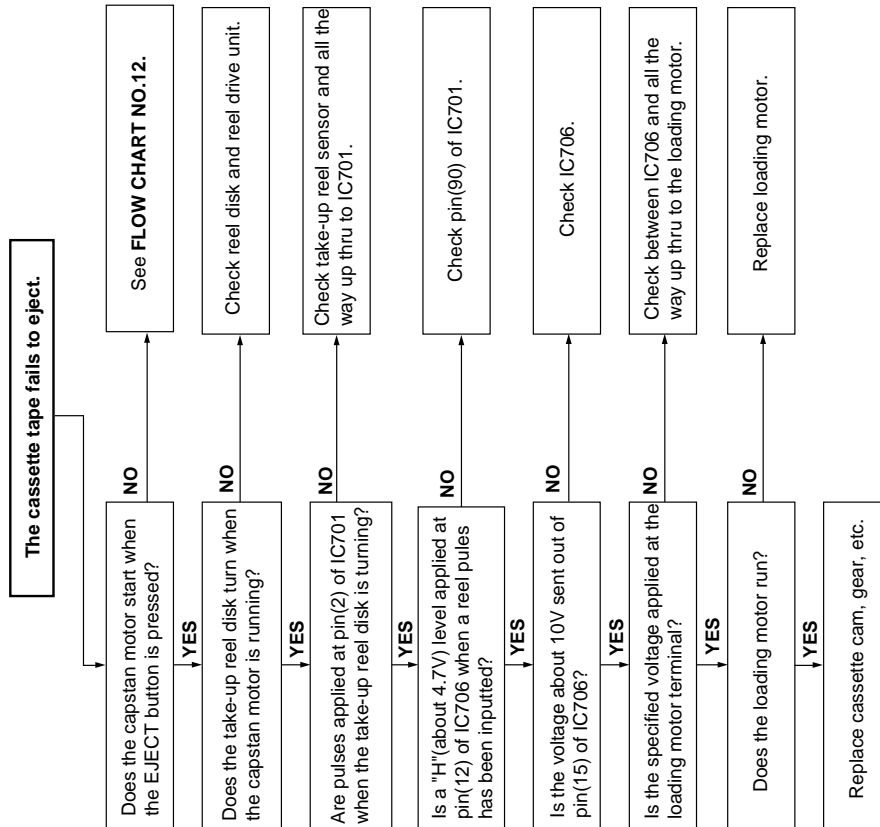 The cassette tape fails to eject.
Does the capstan motor start when
the EJECT button is pressed?
NO
See FLOW CHART NO.12.
YES
Does the take-up reel disk turn when
the capstan motor is running?
NO
Check reel disk and reel drive unit.
YES
Are pulses applied at pin(2) of IC701
when the take-up reel disk is turning?
NO
Check take-up reel sensor and all the
way up thru to IC701.
YES
Is a "H"(about 4.7V) level applied at
pin(12) of IC706 when a reel pules
has been inputted?
NO
Check pin(90) of IC701.
YES
Is the voltage about 10V sent out of
pin(15) of IC706?
NO
Check IC706.
YES
Is the specified voltage applied at the
loading motor terminal?
NO
Check between IC706 and all the
way up thru to the loading motor.
YES
Does the loading motor run?
NO
Replace loading motor.
YES
Replace cassette cam, gear, etc.